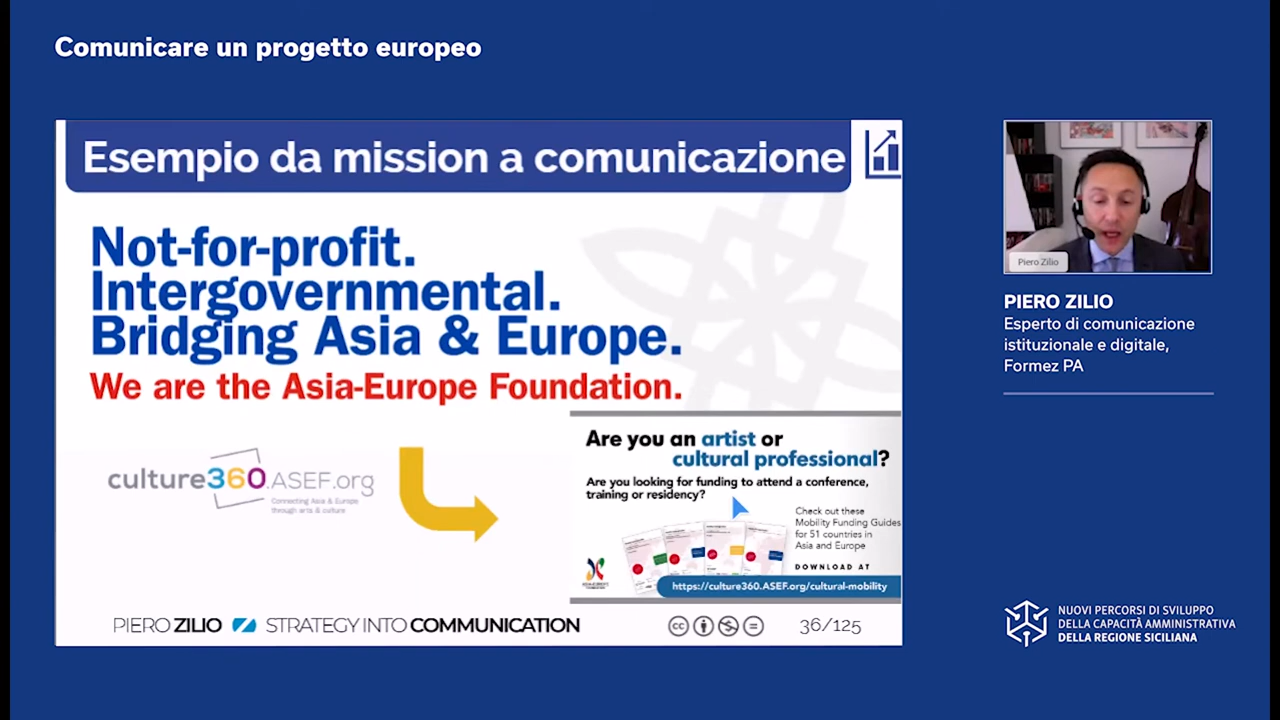 Comunicare un progetto europeo
Esempio da mission a comunicazione
Not-for-profit.
Intergovernmental.
Bridging Asia & Europe.
We are the Asia-Europe Foundation.
culture360.ASEF.org
Connecting Asia & Europe
through arts & culture
Are you an artist or
cultural professional?
Are you looking for funding to attend a conference,
training or residency?
Check out these
Mobility Funding Guides
for 51 countries in
Asia and Europe
DOWNLOAD AT
https://culture360.ASEF.org/cultural-mobility
PIERO ZILIO STRATEGY INTO COMMUNICATION
cc
36/125
Piero Zilio
PIERO ZILIO
Esperto di comunicazione
istituzionale e digitale,
Formez PA
NUOVI PERCORSI DI SVILUPPO
DELLA CAPACITÀ AMMINISTRATIVA
DELLA REGIONE SICILIANA